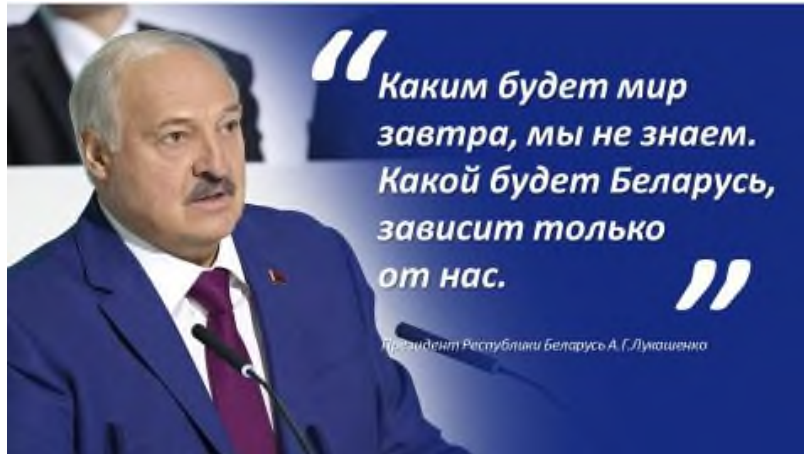 “
Каким будет мир
завтра, мы не знаем.
Какой будет Беларусь,
зависит только
от нас.
”
Президент Республики Беларусь А.Г.Лукашенко